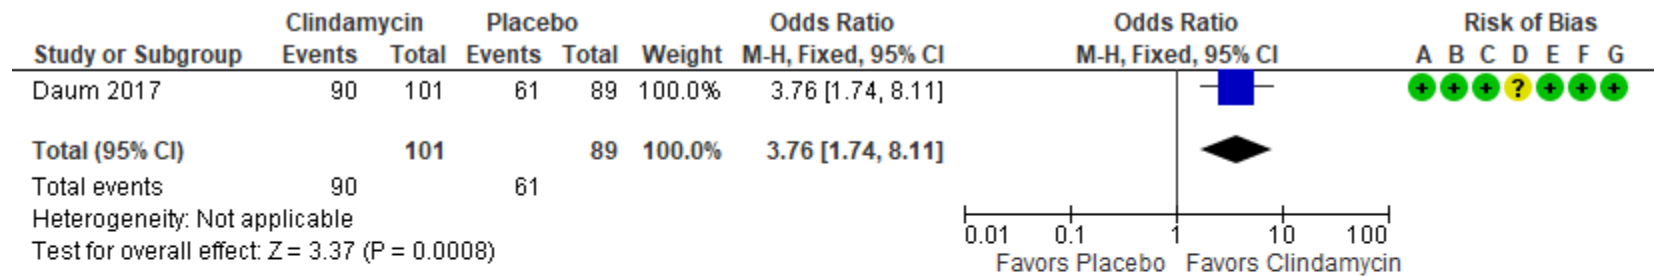 Clindamycin Placebo Odds Ratio Odds Ratio Risk of Bias
Study or Subgroup Events Total Events Total Weight M-H, Fixed, 95% CI M-H, Fixed, 95% CI A B C D E F G
Daum 2017 90 101 61 89 100.0% 3.76 [1.74, 8.11] + + + ? + + +
Total (95% CI) 101 89 100.0% 3.76 [1.74, 8.11]
Total events 90 61
Heterogeneity: Not applicable
Test for overall effect: Z = 3.37 (P = 0.0008)
0.01 0.1 1 10 100
Favors Placebo Favors Clindamycin